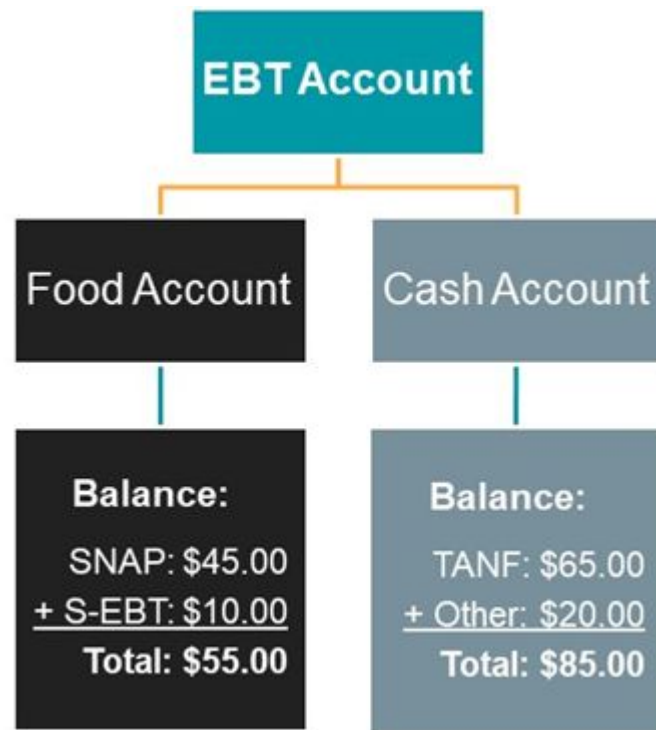 EBT Account
Food Account
Cash Account
Balance:
SNAP: $45.00
+ S-EBT: $10.00
Total: $55.00
Balance:
TANF: $65.00
+ Other: $20.00
Total: $85.00